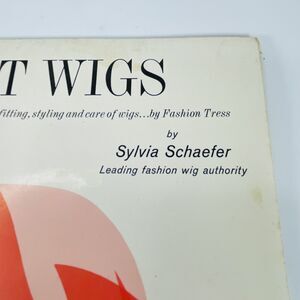 T WIGS
fitting, styling and care of wigs...by Fashion Tress
by
Sylvia Schaefer
Leading fashion wig authority